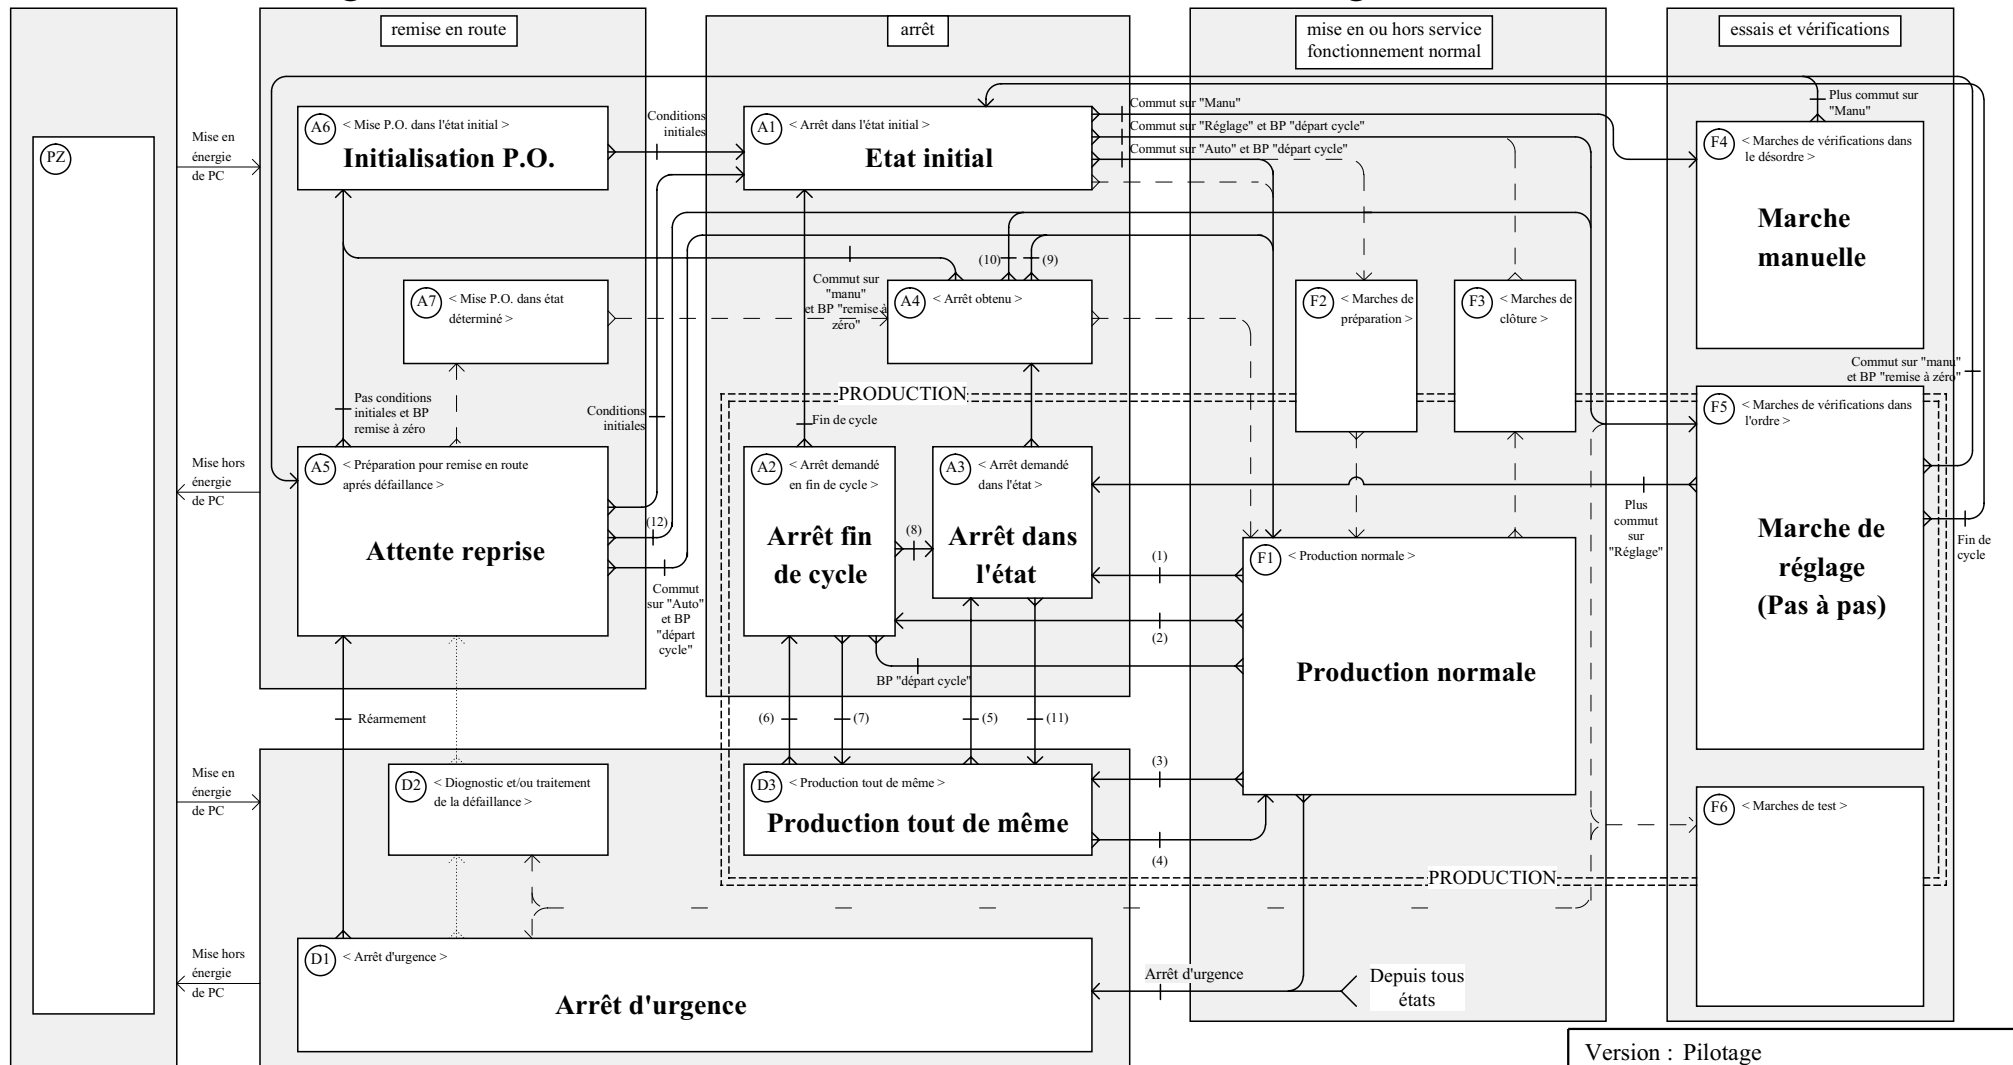 remise en route
arrêt
mise en ou hors service
fonctionnement normal
essais et vérifications
PZ
Mise en
énergie
de PC
Mise hors
énergie
de PC
Mise en
énergie
de PC
Mise hors
énergie
de PC
A6
< Mise P.O. dans l'état initial >
Initialisation P.O.
Conditions
initiales
A1
< Arrêt dans l'état initial >
Etat initial
Commut sur "Manu"
Commut sur "Réglage" et BP "départ cycle"
Commut sur "Auto" et BP "départ cycle"
Plus commut sur
"Manu"
F4
< Marches de vérifications dans
le désordre >
Marche
manuelle
A7
< Mise P.O. dans état
déterminé >
Commut sur
"manu"
et BP "remise à
zéro"
(10)
(9)
A4
< Arrêt obtenu >
F2
< Marches de
préparation >
F3
< Marches de
clôture >
Commut sur "manu"
et BP "remise à zéro"
PRODUCTION
Pas conditions
initiales et BP
remise à zéro
Conditions
initiales
Fin de cycle
A5
< Préparation pour remise en route
aprés défaillance >
Attente reprise
(12)
Commut
sur "Auto"
et BP
"départ
cycle"
A2
< Arrêt demandé
en fin de cycle >
Arrêt fin
de cycle
(8)
A3
< Arrêt demandé
dans l'état >
Arrêt dans
l'état
(1)
(2)
BP "départ cycle"
F1
< Production normale >
Production normale
Plus
commut
sur
"Réglage"
F5
< Marches de vérifications dans
l'ordre >
Marche de
réglage
(Pas à pas)
Fin de
cycle
Réarmement
(6)
(7)
(5)
(11)
(3)
(4)
D2
< Diagnostic et/ou traitement
de la défaillance >
D3
< Production tout de même >
Production tout de même
F6
< Marches de test >
PRODUCTION
D1
< Arrêt d'urgence >
Arrêt d'urgence
Arrêt d'urgence
Depuis tous
états
Version : Pilotage